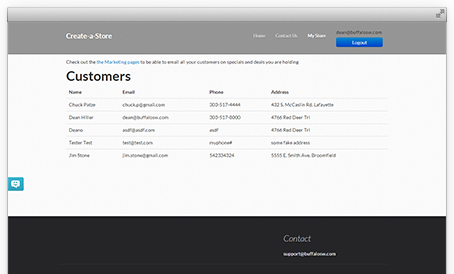 Create-a-Store
Home Contact Us My Store
dean@buffaloow.com
Logout
Check out the the Marketing pages to be able to email all your customers on specials and deals you are holding
Customers
Name Email Phone Address
Chuck Patze chuckp@gmail.com 303-517-4444 432 S. McCaslin Rd. Lafayette
Dean Hiller dean@buffalosw.com 303-517-8000 4766 Red Deer Trl
Deano asdf@asdf.com asdf 4766 Red Deer Trl
Tester Test test@test.com myphone# some fake address
Jim Stone jim.stone@gmail.com 542334324 5555 E. Smith Ave, Broomfield
Contact
support@buffalosw.com